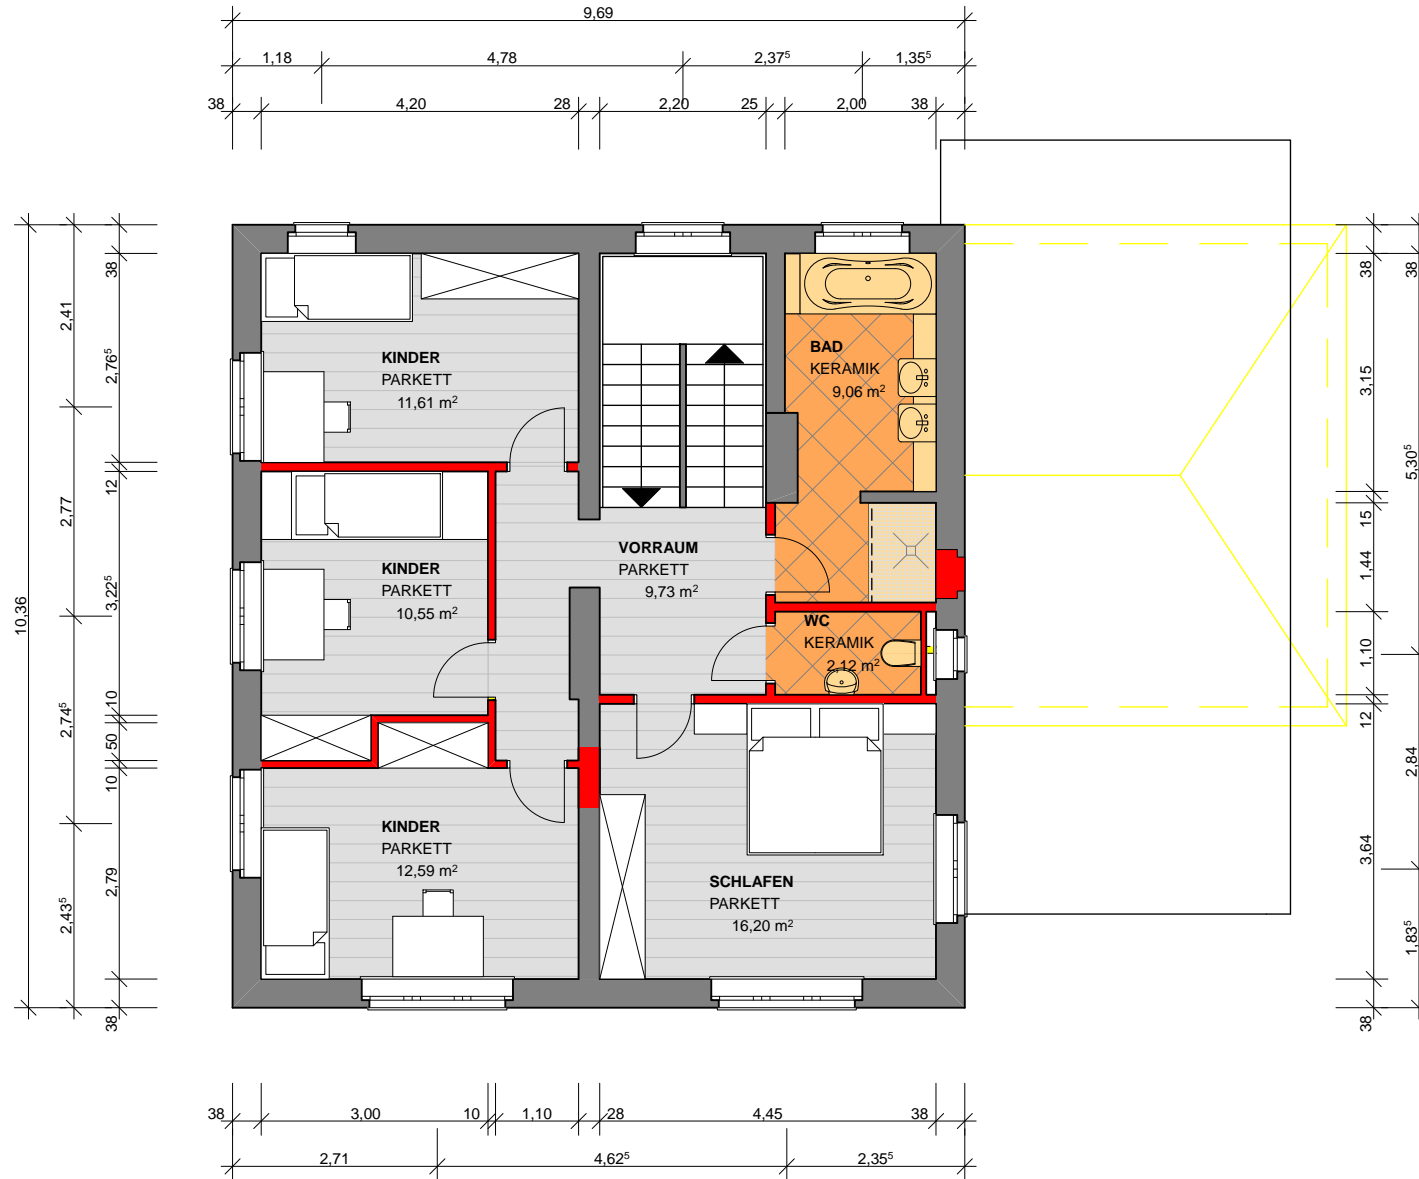 9,69
1,18 4,78 2,37⁵ 1,35⁵
38 4,20 28 2,20 25 2,00 38
10,36
2,41
2,77
2,74⁵
2,43⁵
38
2,76⁵
12
3,22⁵
10
50
10
2,79
38
KINDER
PARKETT
11,61 m²
BAD
KERAMIK
9,06 m²
KINDER
PARKETT
10,55 m²
VORRAUM
PARKETT
9,73 m²
WC
KERAMIK
2,12 m²
KINDER
PARKETT
12,59 m²
SCHLAFEN
PARKETT
16,20 m²
38
3,15
15
1,44
1,10
12
3,64
38
38
5,30⁵
2,84
1,83⁵
38 3,00 10 1,10 28 4,45 38
2,71 4,62⁵ 2,35⁵